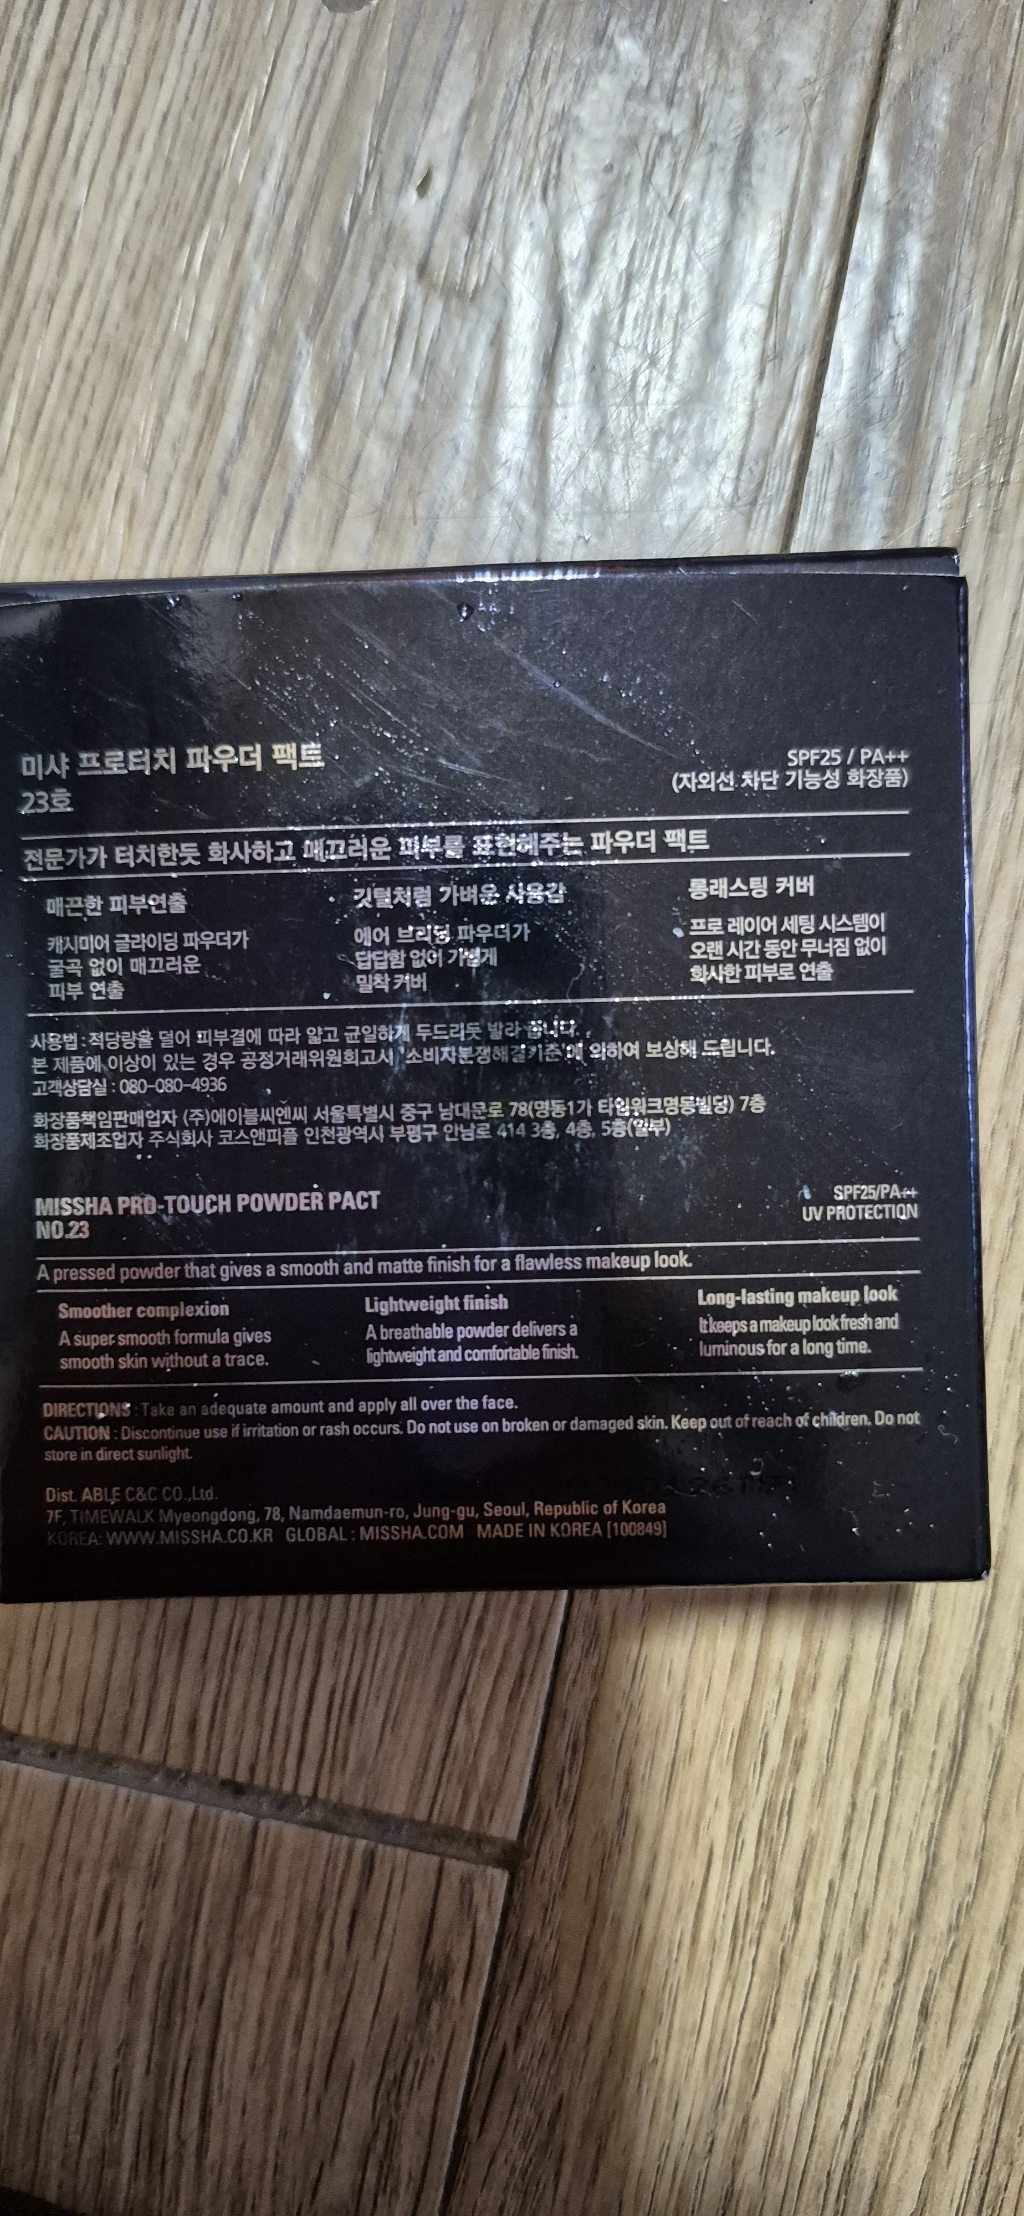 미샤 프로터치 파우더 팩트
23호
SPF25 / PA++
(자외선 차단 기능성 화장품)
전문가가 터치한듯 화사하고 매끄러운 피부를 표현해주는 파우더 팩트
매끈한 피부연출
캐시미어 글라이딩 파우더가
굴곡 없이 매끄러운
피부 연출
깃털처럼 가벼운 사용감
에어 브리딩 파우더가
답답함 없이 가볍게
밀착 커버
롱래스팅 커버
프로 레이어 세팅 시스템이
오랜 시간 동안 무너짐 없이
화사한 피부로 연출
사용법 : 적당량을 덜어 피부결에 따라 얇고 균일하게 두드리듯 발라 줍니다.
본 제품에 이상이 있는 경우 공정거래위원회고시 '소비자분쟁해결기준'에 의하여 보상해 드립니다.
고객상담실 : 080-080-4936
화장품책임판매업자 (주)에이블씨엔씨 서울특별시 중구 남대문로 78(명동1가 타임워크명동빌딩) 7층
화장품제조업자 주식회사 코스앤피플 인천광역시 부평구 안남로 414 3층, 4층, 5층(일부)
MISSHA PRO-TOUCH POWDER PACT
NO.23
SPF25/PA++
UV PROTECTION
A pressed powder that gives a smooth and matte finish for a flawless makeup look.
Smoother complexion
A super smooth formula gives
smooth skin without a trace.
Lightweight finish
A breathable powder delivers a
lightweight and comfortable finish.
Long-lasting makeup look
It keeps a makeup look fresh and
luminous for a long time.
DIRECTIONS : Take an adequate amount and apply all over the face.
CAUTION : Discontinue use if irritation or rash occurs. Do not use on broken or damaged skin. Keep out of reach of children. Do not
store in direct sunlight.
Dist. ABLE C&C CO.,Ltd.
7F, TIMEWALK Myeongdong, 78, Namdaemun-ro, Jung-gu, Seoul, Republic of Korea
KOREA: WWW.MISSHA.CO.KR GLOBAL : MISSHA.COM MADE IN KOREA [100849]